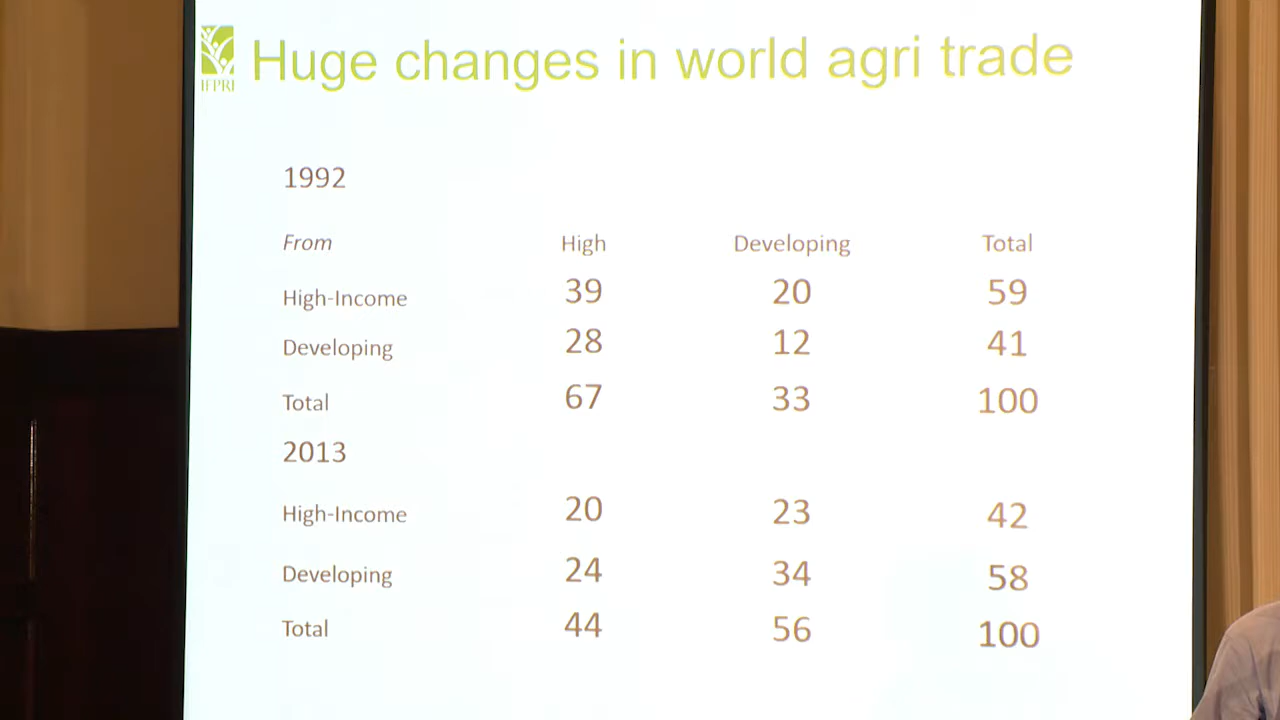 IFPRI
Huge changes in world agri trade
1992
From High Developing Total
High-Income 39 20 59
Developing 28 12 41
Total 67 33 100
2013
High-Income 20 23 42
Developing 24 34 58
Total 44 56 100